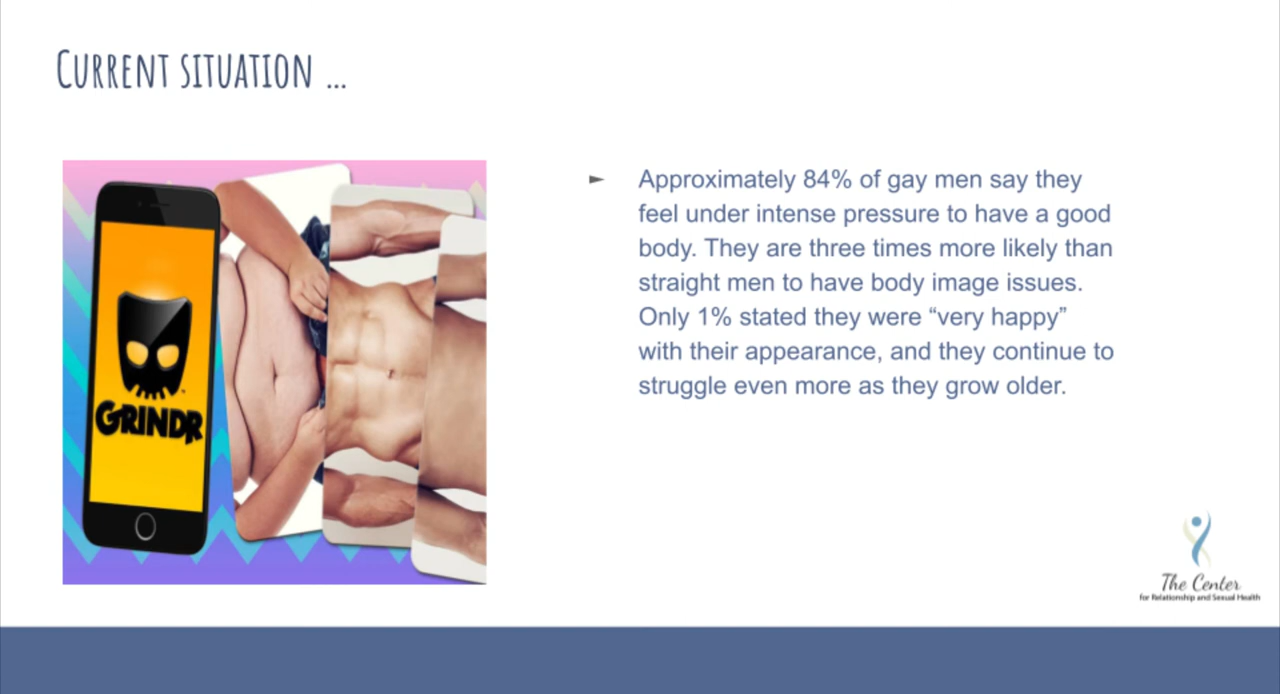 Current situation ...
GRINDR
► Approximately 84% of gay men say they
feel under intense pressure to have a good
body. They are three times more likely than
straight men to have body image issues.
Only 1% stated they were “very happy”
with their appearance, and they continue to
struggle even more as they grow older.
The Center
for Relationship and Sexual Health